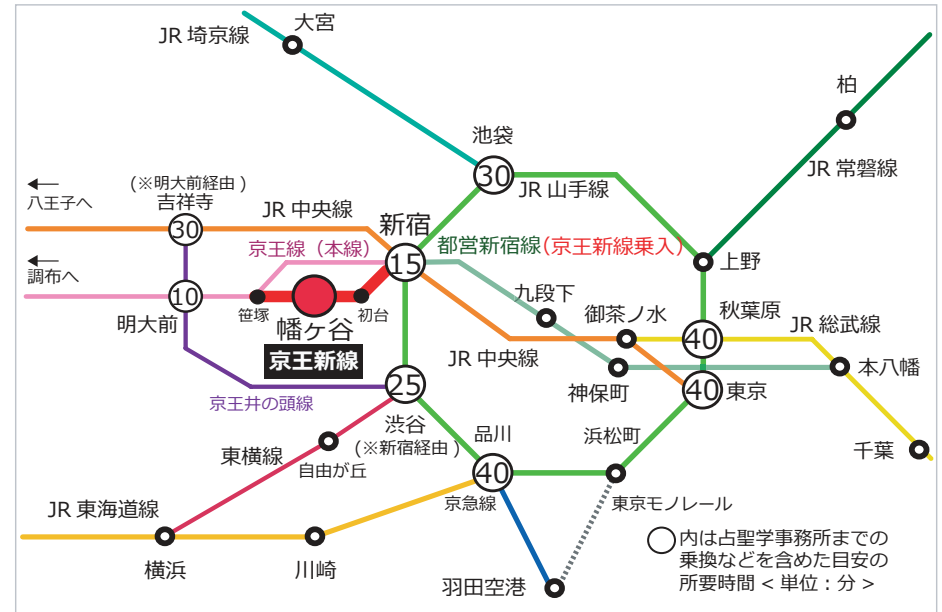 大宮
JR 埼京線
柏
池袋
30
JR 山手線
JR 常磐線
八王子へ
(※明大前経由 )
吉祥寺
30
JR 中央線
新宿
15
京王線（本線）
都営新宿線(京王新線乗入)
上野
調布へ
10
明大前
笹塚
幡ヶ谷
初台
京王新線
九段下
御茶ノ水
秋葉原
40
JR 総武線
JR 中央線
神保町
本八幡
40
東京
京王井の頭線
25
渋谷
(※新宿経由 )
品川
40
浜松町
千葉
東横線
自由が丘
京急線
東京モノレール
JR 東海道線
横浜
川崎
羽田空港
内は占聖学事務所までの
乗換などを含めた目安の
所要時間 < 単位 : 分 >